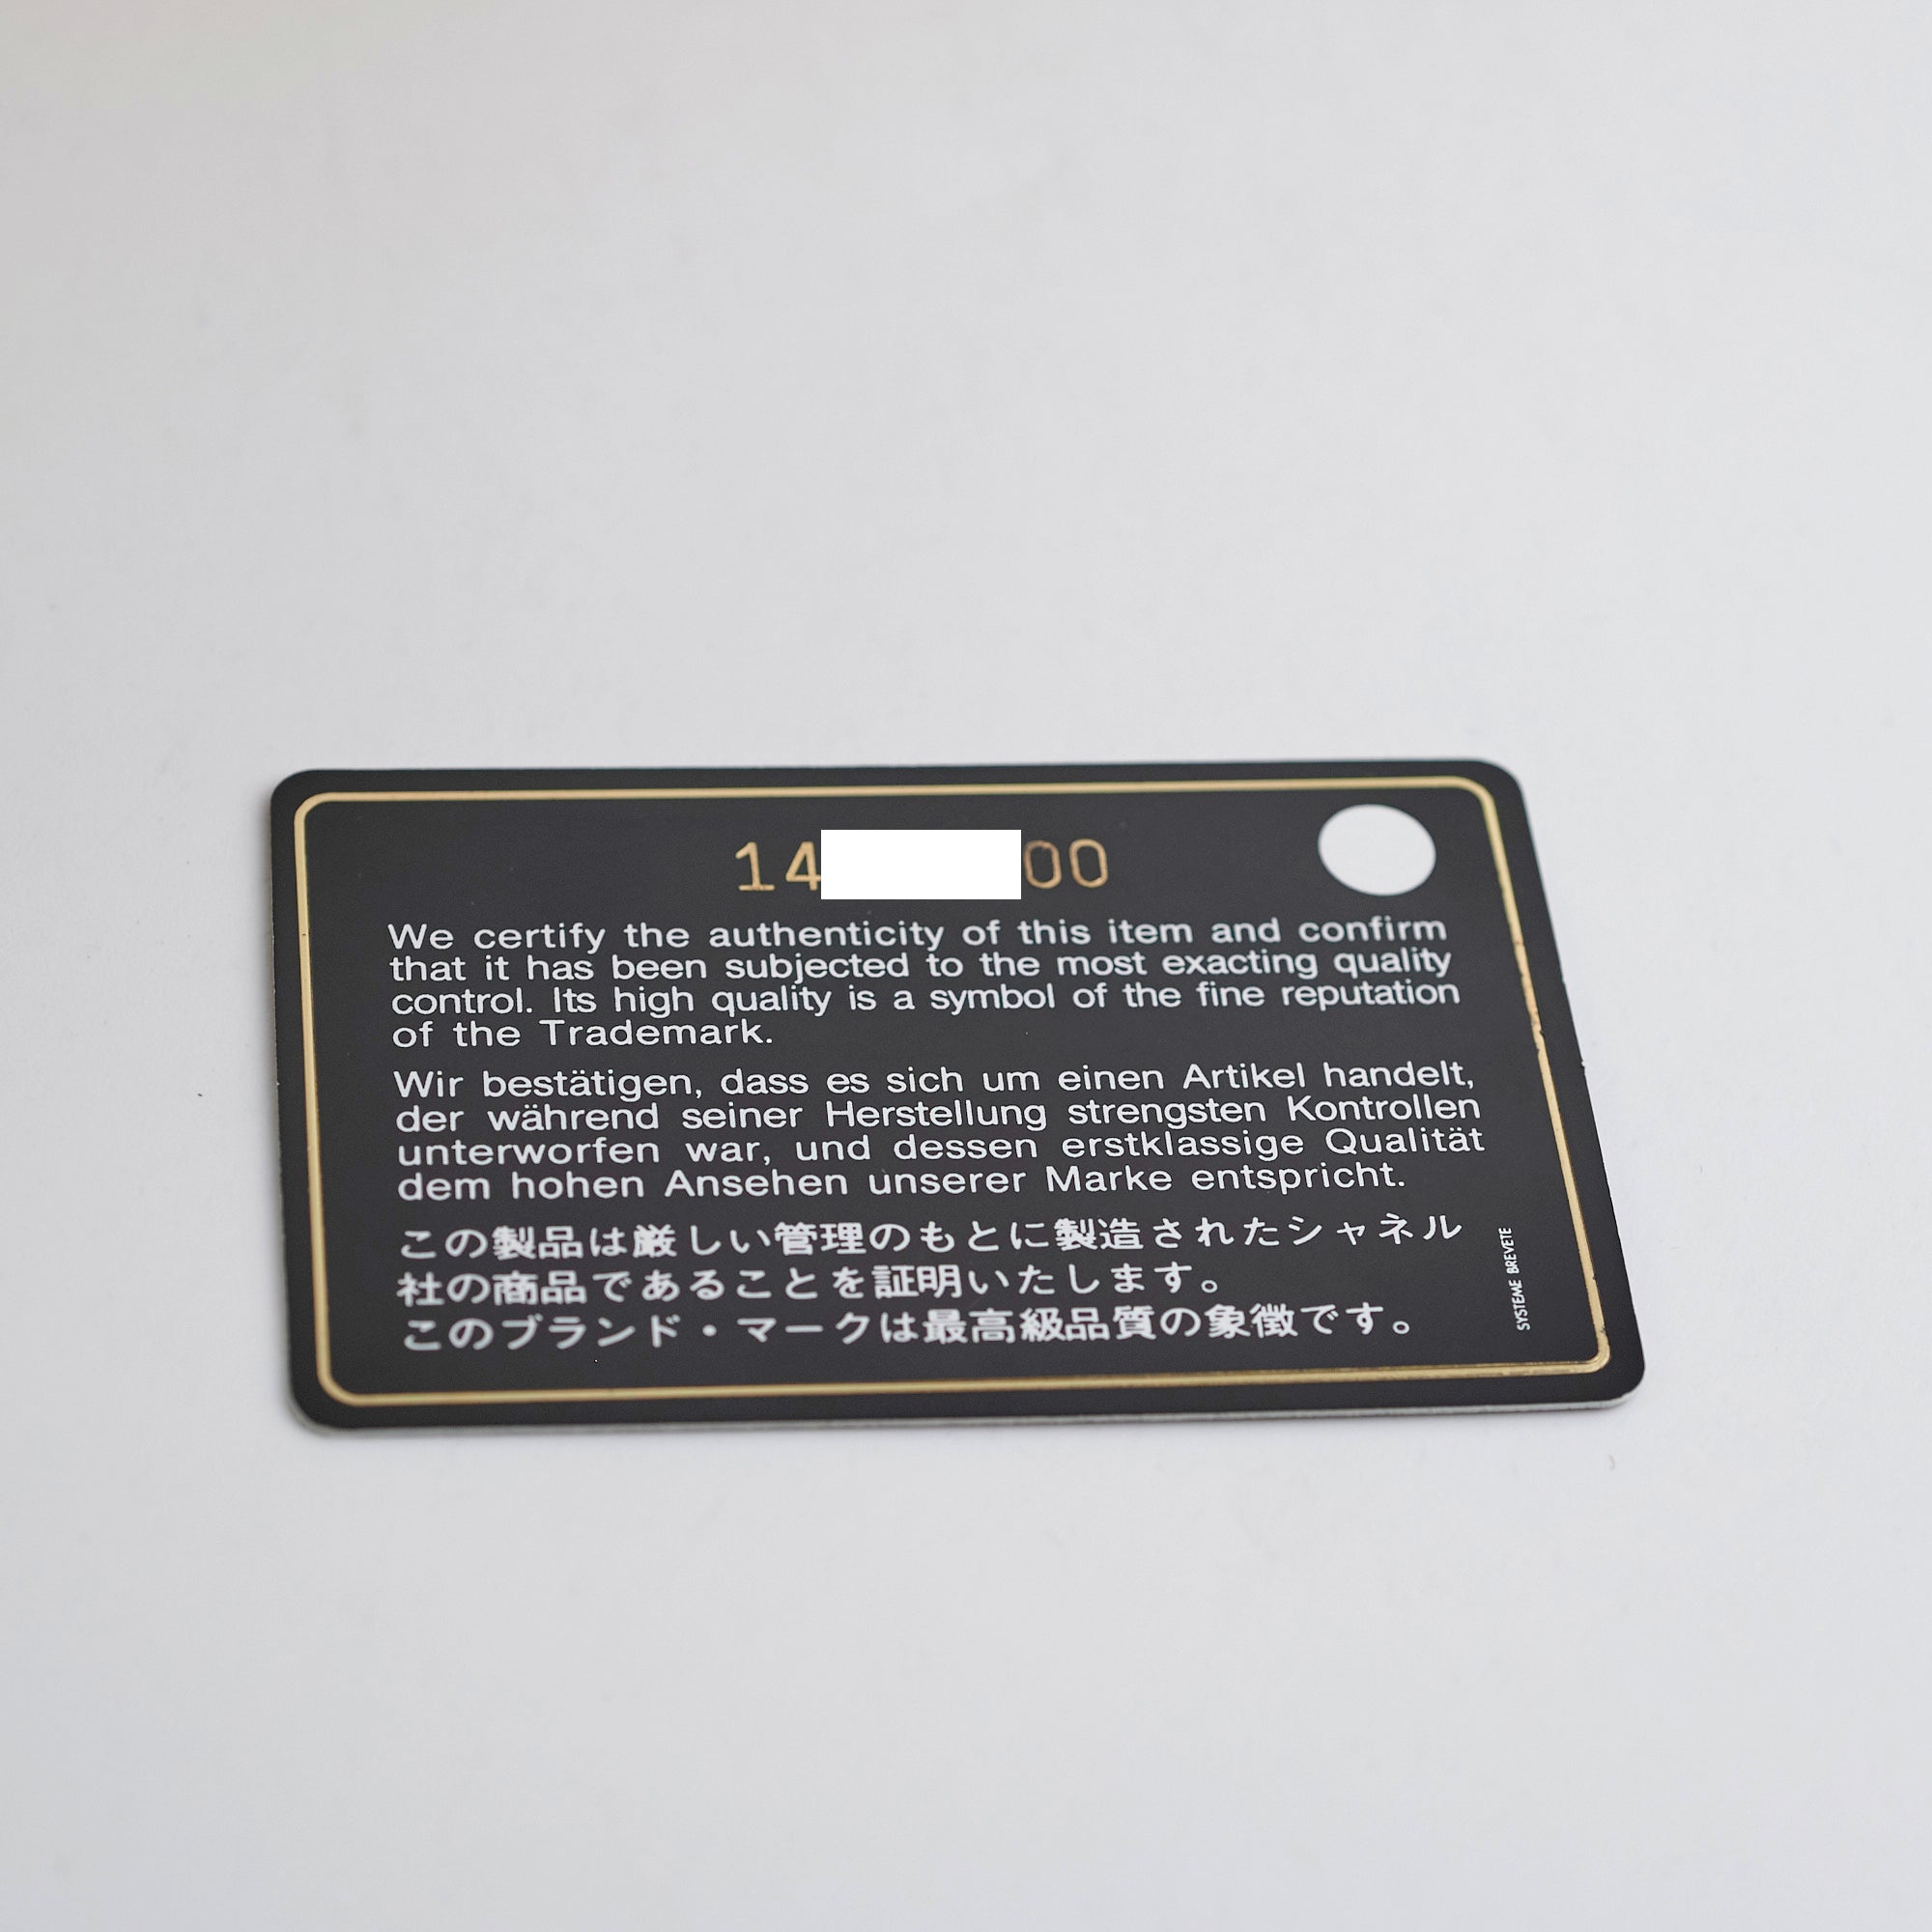 14 00
We certify the authenticity of this item and confirm
that it has been subjected to the most exacting quality
control. Its high quality is a symbol of the fine reputation
of the Trademark.
Wir bestätigen, dass es sich um einen Artikel handelt,
der während seiner Herstellung strengsten Kontrollen
unterworfen war, und dessen erstklassige Qualität
dem hohen Ansehen unserer Marke entspricht.
この製品は厳しい管理のもとに製造されたシャネル
社の商品であることを証明いたします。
このブランド・マークは最高級品質の象徴です。
SYSTEME BREVETE